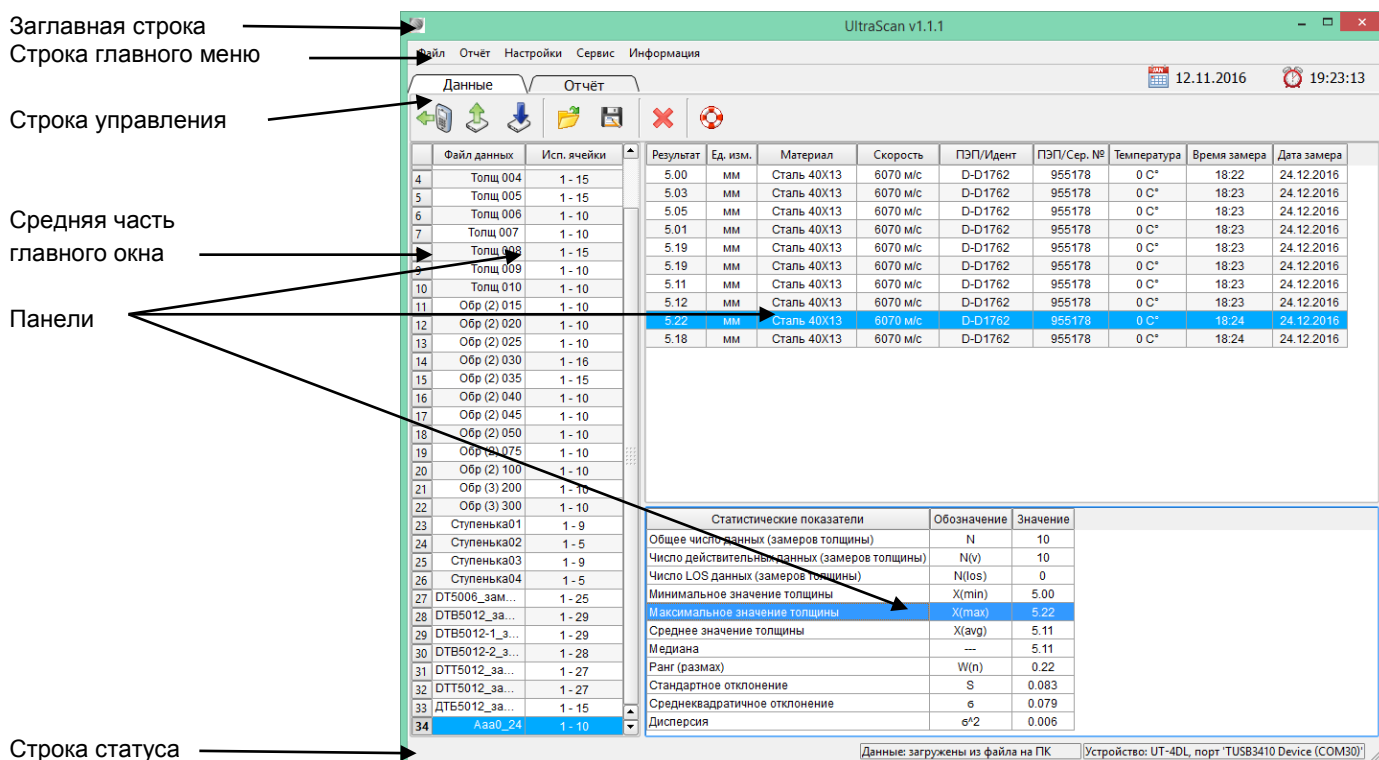 Заглавная строка
Строка главного меню
Строка управления
Средняя часть
главного окна
Панели
Строка статуса
UltraScan v1.1.1
Файл Отчёт Настройки Сервис Информация
Данные Отчёт
12.11.2016 19:23:13
Файл данных Исп. ячейки
4 Толщ 004 1 - 15
5 Толщ 005 1 - 15
6 Толщ 006 1 - 10
7 Толщ 007 1 - 10
Толщ 008 1 - 15
9 Толщ 009 1 - 10
10 Толщ 010 1 - 10
11 Обр (2) 015 1 - 10
12 Обр (2) 020 1 - 10
13 Обр (2) 025 1 - 10
14 Обр (2) 030 1 - 16
15 Обр (2) 035 1 - 15
16 Обр (2) 040 1 - 10
17 Обр (2) 045 1 - 10
18 Обр (2) 050 1 - 10
19 Обр (2) 075 1 - 10
20 Обр (2) 100 1 - 10
21 Обр (3) 200 1 - 10
22 Обр (3) 300 1 - 10
23 Ступенька01 1 - 9
24 Ступенька02 1 - 5
25 Ступенька03 1 - 9
26 Ступенька04 1 - 5
27 DT5006_зам... 1 - 25
28 DTB5012_за... 1 - 29
29 DTB5012-1_з... 1 - 29
30 DTB5012-2_з... 1 - 28
31 DTT5012_за... 1 - 27
32 DTT5012_за... 1 - 27
33 ДТБ5012_за... 1 - 15
34 Ааа0_24 1 - 10
Результат Ед. изм. Материал Скорость ПЭП/Идент ПЭП/Сер. № Температура Время замера Дата замера
5.00 мм Сталь 40Х13 6070 м/с D-D1762 955178 0 C° 18:22 24.12.2016
5.03 мм Сталь 40Х13 6070 м/с D-D1762 955178 0 C° 18:23 24.12.2016
5.05 мм Сталь 40Х13 6070 м/с D-D1762 955178 0 C° 18:23 24.12.2016
5.01 мм Сталь 40Х13 6070 м/с D-D1762 955178 0 C° 18:23 24.12.2016
5.19 мм Сталь 40Х13 6070 м/с D-D1762 955178 0 C° 18:23 24.12.2016
5.19 мм Сталь 40Х13 6070 м/с D-D1762 955178 0 C° 18:23 24.12.2016
5.11 мм Сталь 40Х13 6070 м/с D-D1762 955178 0 C° 18:23 24.12.2016
5.12 мм Сталь 40Х13 6070 м/с D-D1762 955178 0 C° 18:23 24.12.2016
5.22 мм Сталь 40Х13 6070 м/с D-D1762 955178 0 C° 18:24 24.12.2016
5.18 мм Сталь 40Х13 6070 м/с D-D1762 955178 0 C° 18:24 24.12.2016
Статистические показатели Обозначение Значение
Общее число данных (замеров толщины) N 10
Число действительных данных (замеров толщины) N(v) 10
Число LOS данных (замеров толщины) N(los) 0
Минимальное значение толщины X(min) 5.00
Максимальное значение толщины X(max) 5.22
Среднее значение толщины X(avg) 5.11
Медиана --- 5.11
Ранг (размах) W(n) 0.22
Стандартное отклонение S 0.083
Среднеквадратичное отклонение ϭ 0.079
Дисперсия ϭ^2 0.006
Данные: загружены из файла на ПК Устройство: UT-4DL, порт 'TUSB3410 Device (COM30)'